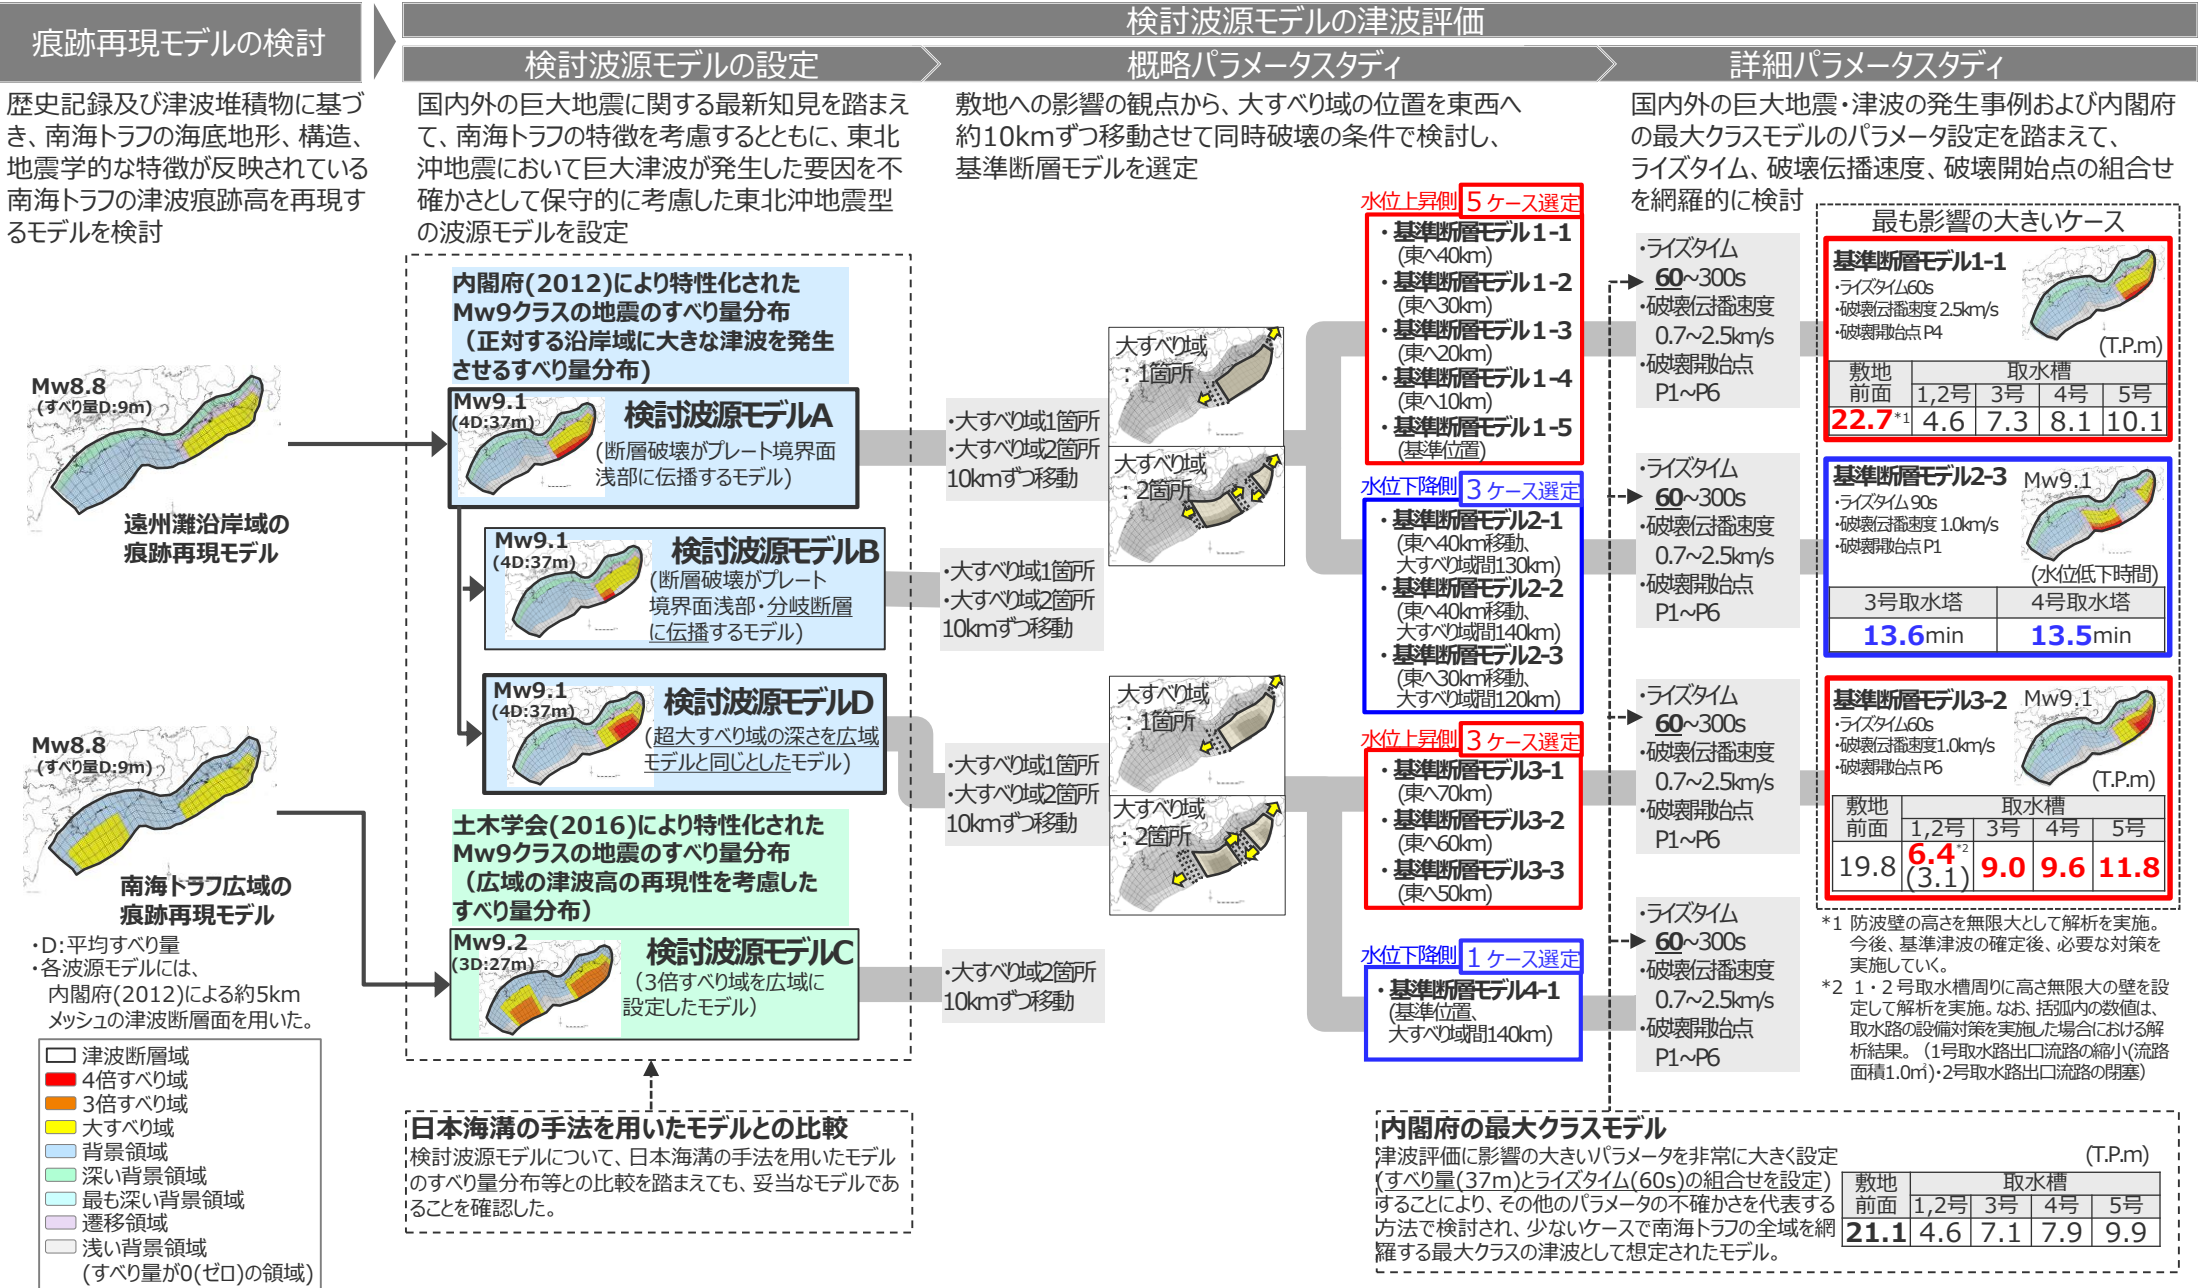 痕跡再現モデルの検討
検討波源モデルの津波評価
検討波源モデルの設定
概略パラメータスタディ
詳細パラメータスタディ
歴史記録及び津波堆積物に基づ
き、南海トラフの海底地形、構造、
地震学的な特徴が反映されている
南海トラフの津波痕跡高を再現す
るモデルを検討
Mw8.8
(すべり量D:9m)
遠州灘沿岸域の
痕跡再現モデル
Mw8.8
(すべり量D:9m)
南海トラフ広域の
痕跡再現モデル
・D:平均すべり量
・各波源モデルには、
内閣府(2012)による約5km
メッシュの津波断層面を用いた。
津波断層域
4倍すべり域
3倍すべり域
大すべり域
背景領域
深い背景領域
最も深い背景領域
遷移領域
浅い背景領域
(すべり量が0(ゼロ)の領域)
国内外の巨大地震に関する最新知見を踏まえ
て、南海トラフの特徴を考慮するとともに、東北
沖地震において巨大津波が発生した要因を不
確かさとして保守的に考慮した東北沖地震型
の波源モデルを設定
内閣府(2012)により特性化された
Mw9クラスの地震のすべり量分布
（正対する沿岸域に大きな津波を発生
させるすべり量分布)
Mw9.1
(4D:37m)
検討波源モデルA
(断層破壊がプレート境界面
浅部に伝播するモデル)
Mw9.1
(4D:37m)
検討波源モデルB
(断層破壊がプレート
境界面浅部・分岐断層
に伝播するモデル)
Mw9.1
(4D:37m)
検討波源モデルD
(超大すべり域の深さを広域
モデルと同じとしたモデル)
土木学会(2016)により特性化された
Mw9クラスの地震のすべり量分布
（広域の津波高の再現性を考慮した
すべり量分布）
Mw9.2
(3D:27m)
検討波源モデルC
（3倍すべり域を広域に
設定したモデル）
日本海溝の手法を用いたモデルとの比較
検討波源モデルについて、日本海溝の手法を用いたモデル
のすべり量分布等との比較を踏まえても、妥当なモデルであ
ることを確認した。
敷地への影響の観点から、大すべり域の位置を東西へ
約10kmずつ移動させて同時破壊の条件で検討し、
基準断層モデルを選定
・大すべり域1箇所
・大すべり域2箇所
10kmずつ移動
・大すべり域1箇所
・大すべり域2箇所
10kmずつ移動
・大すべり域1箇所
・大すべり域2箇所
10kmずつ移動
・大すべり域2箇所
10kmずつ移動
大すべり域
：1箇所
大すべり域
：2箇所
大すべり域
：1箇所
大すべり域
：2箇所
水位上昇側 5 ケース選定
・基準断層モデル1-1
(東へ40km)
・基準断層モデル1-2
(東へ30km)
・基準断層モデル1-3
(東へ20km)
・基準断層モデル1-4
(東へ10km)
・基準断層モデル1-5
(基準位置)
水位下降側 3 ケース選定
・基準断層モデル2-1
(東へ40km移動、
大すべり域間130km)
・基準断層モデル2-2
(東へ40km移動、
大すべり域間140km)
・基準断層モデル2-3
(東へ30km移動、
大すべり域間120km)
水位上昇側 3 ケース選定
・基準断層モデル3-1
(東へ70km)
・基準断層モデル3-2
(東へ60km)
・基準断層モデル3-3
(東へ50km)
水位下降側 1 ケース選定
・基準断層モデル4-1
(基準位置、
大すべり域間140km)
国内外の巨大地震・津波の発生事例および内閣府
の最大クラスモデルのパラメータ設定を踏まえて、
ライズタイム、破壊伝播速度、破壊開始点の組合せ
を網羅的に検討
・ライズタイム
60~300s
・破壊伝播速度
0.7~2.5km/s
・破壊開始点
P1~P6
・ライズタイム
60~300s
・破壊伝播速度
0.7~2.5km/s
・破壊開始点
P1~P6
・ライズタイム
60~300s
・破壊伝播速度
0.7~2.5km/s
・破壊開始点
P1~P6
・ライズタイム
60~300s
・破壊伝播速度
0.7~2.5km/s
・破壊開始点
P1~P6
最も影響の大きいケース
基準断層モデル1-1
・ライズタイム60s
・破壊伝播速度 2.5km/s
・破壊開始点 P4
(T.P.m)
敷地前面 取水槽
1,2号 3号 4号 5号
22.7*1 4.6 7.3 8.1 10.1
基準断層モデル2-3 Mw9.1
・ライズタイム 90s
・破壊伝播速度 1.0km/s
・破壊開始点 P1
(水位低下時間)
3号取水塔 4号取水塔
13.6min 13.5min
基準断層モデル3-2 Mw9.1
・ライズタイム60s
・破壊伝播速度1.0km/s
・破壊開始点 P6
(T.P.m)
敷地前面 取水槽
1,2号 3号 4号 5号
19.8 6.4*2 (3.1) 9.0 9.6 11.8
*1 防波壁の高さを無限大として解析を実施。
今後、基準津波の確定後、必要な対策を
実施していく。
*2 1・2号取水槽周りに高さ無限大の壁を設
定して解析を実施。なお、括弧内の数値は、
取水路の設備対策を実施した場合における解
析結果。（1号取水路出口流路の縮小(流路
面積1.0㎡)・2号取水路出口流路の閉塞）
内閣府の最大クラスモデル
津波評価に影響の大きいパラメータを非常に大きく設定
(すべり量(37m)とライズタイム(60s)の組合せを設定)
することにより、その他のパラメータの不確かさを代表する
方法で検討され、少ないケースで南海トラフの全域を網
羅する最大クラスの津波として想定されたモデル。
(T.P.m)
敷地前面 取水槽
1,2号 3号 4号 5号
21.1 4.6 7.1 7.9 9.9